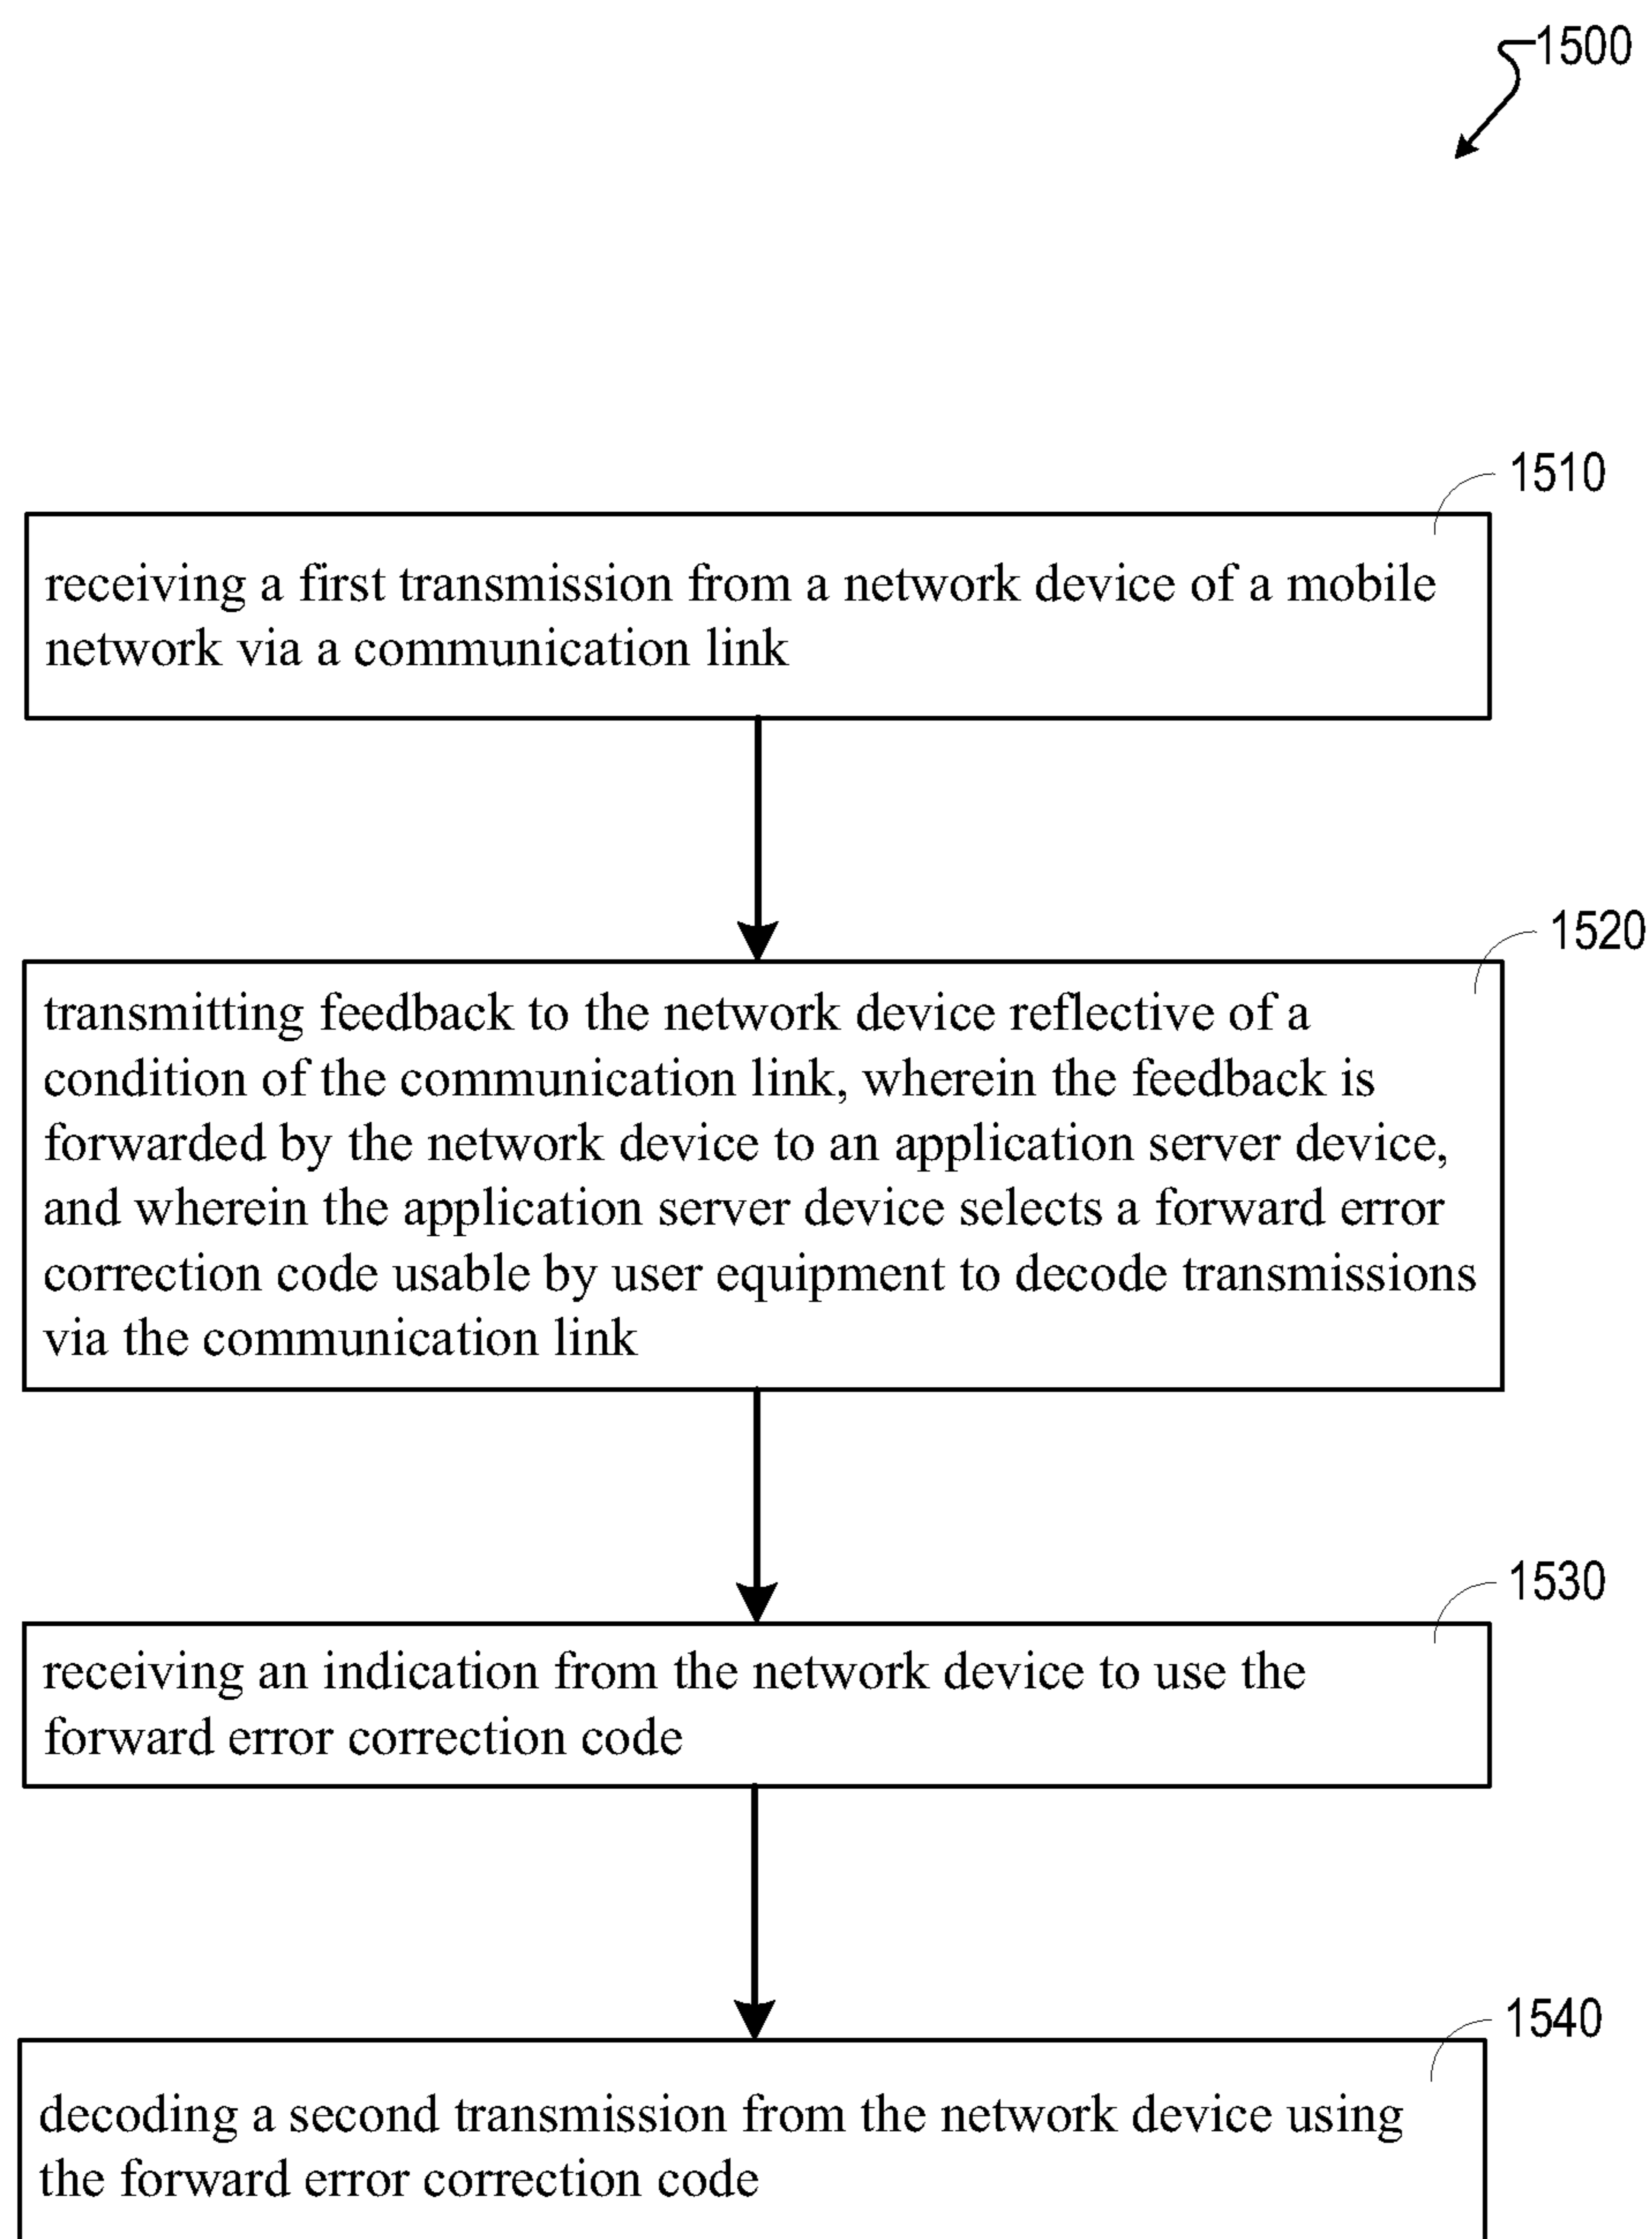 1500
1510
receiving a first transmission from a network device of a mobile
network via a communication link
1520
transmitting feedback to the network device reflective of a
condition of the communication link, wherein the feedback is
forwarded by the network device to an application server device,
and wherein the application server device selects a forward error
correction code usable by user equipment to decode transmissions
via the communication link
1530
receiving an indication from the network device to use the
forward error correction code
1540
decoding a second transmission from the network device using
the forward error correction code